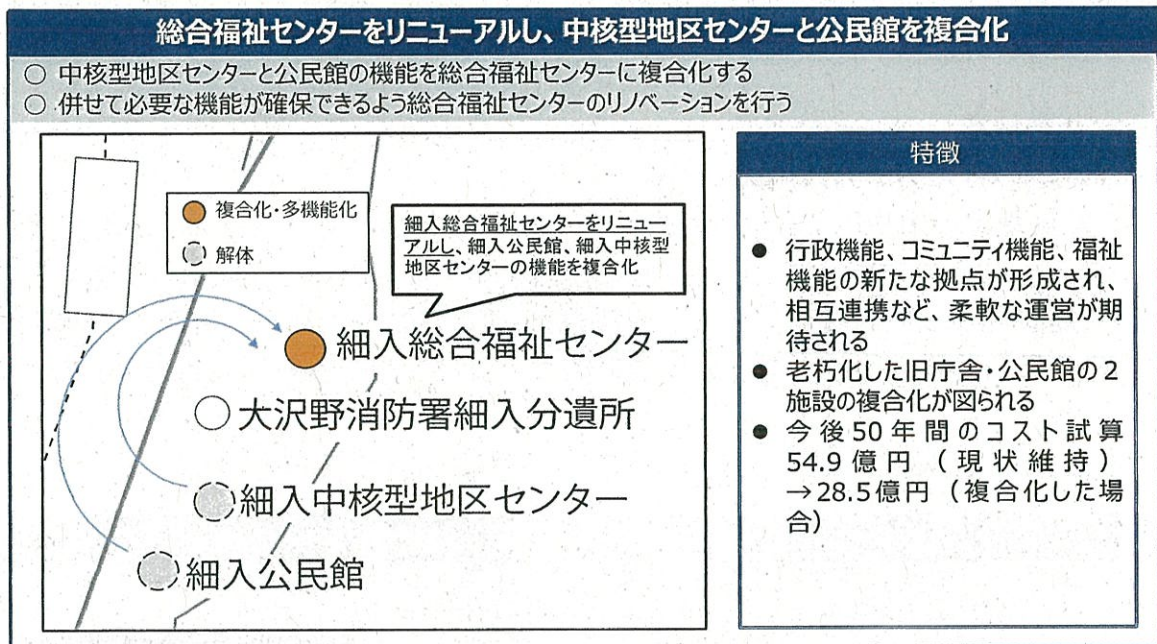 総合福祉センターをリニューアルし、中核型地区センターと公民館を複合化
○ 中核型地区センターと公民館の機能を総合福祉センターに複合化する
○ 併せて必要な機能が確保できるよう総合福祉センターのリノベーションを行う
複合化・多機能化
解体
細入総合福祉センターをリニュー
アルし、細入公民館、細入中核型
地区センターの機能を複合化
細入総合福祉センター
大沢野消防署細入分遣所
細入中核型地区センター
細入公民館
特徴
● 行政機能、コミュニティ機能、福祉
機能の新たな拠点が形成され、
相互連携など、柔軟な運営が期
待される
● 老朽化した旧庁舎・公民館の2
施設の複合化が図られる
● 今後50年間のコスト試算
54.9億円（現状維持）
→28.5億円（複合化した場
合）